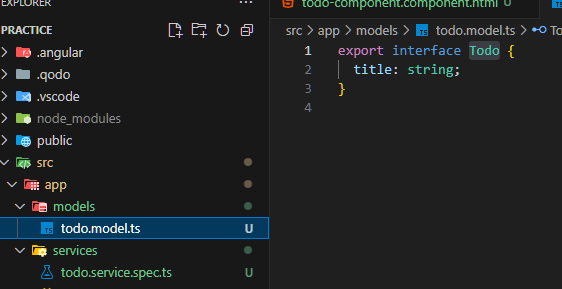 EXPLORER
PRACTICE
.angular
.qodo
.vscode
node_modules
public
src
app
models
todo.model.ts U
services
todo.service.spec.ts U
todo-component.component.html U
src > app > models > TS todo.model.ts >
1 export interface Todo {
2 title: string;
3 }
4